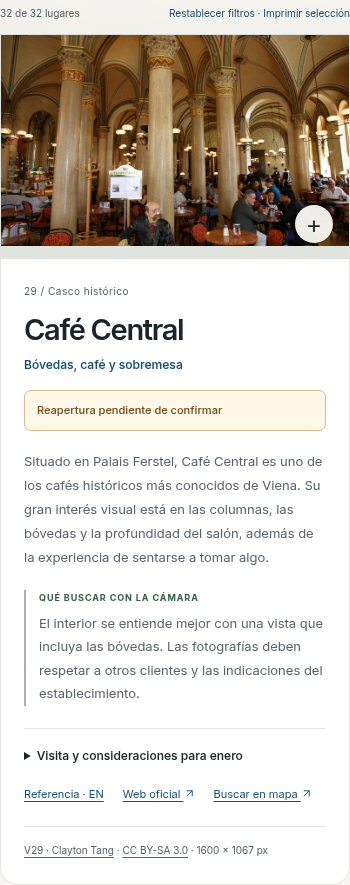 32 de 32 lugares
Restablecer filtros · Imprimir selección
+
29 / Casco histórico
Café Central
Bóvedas, café y sobremesa
Reapertura pendiente de confirmar
Situado en Palais Ferstel, Café Central es uno de
los cafés históricos más conocidos de Viena. Su
gran interés visual está en las columnas, las
bóvedas y la profundidad del salón, además de
la experiencia de sentarse a tomar algo.
QUÉ BUSCAR CON LA CÁMARA
El interior se entiende mejor con una vista que
incluya las bóvedas. Las fotografías deben
respetar a otros clientes y las indicaciones del
establecimiento.
▶ Visita y consideraciones para enero
Referencia · EN Web oficial ↗ Buscar en mapa ↗
V29 · Clayton Tang · CC BY-SA 3.0 · 1600 × 1067 px